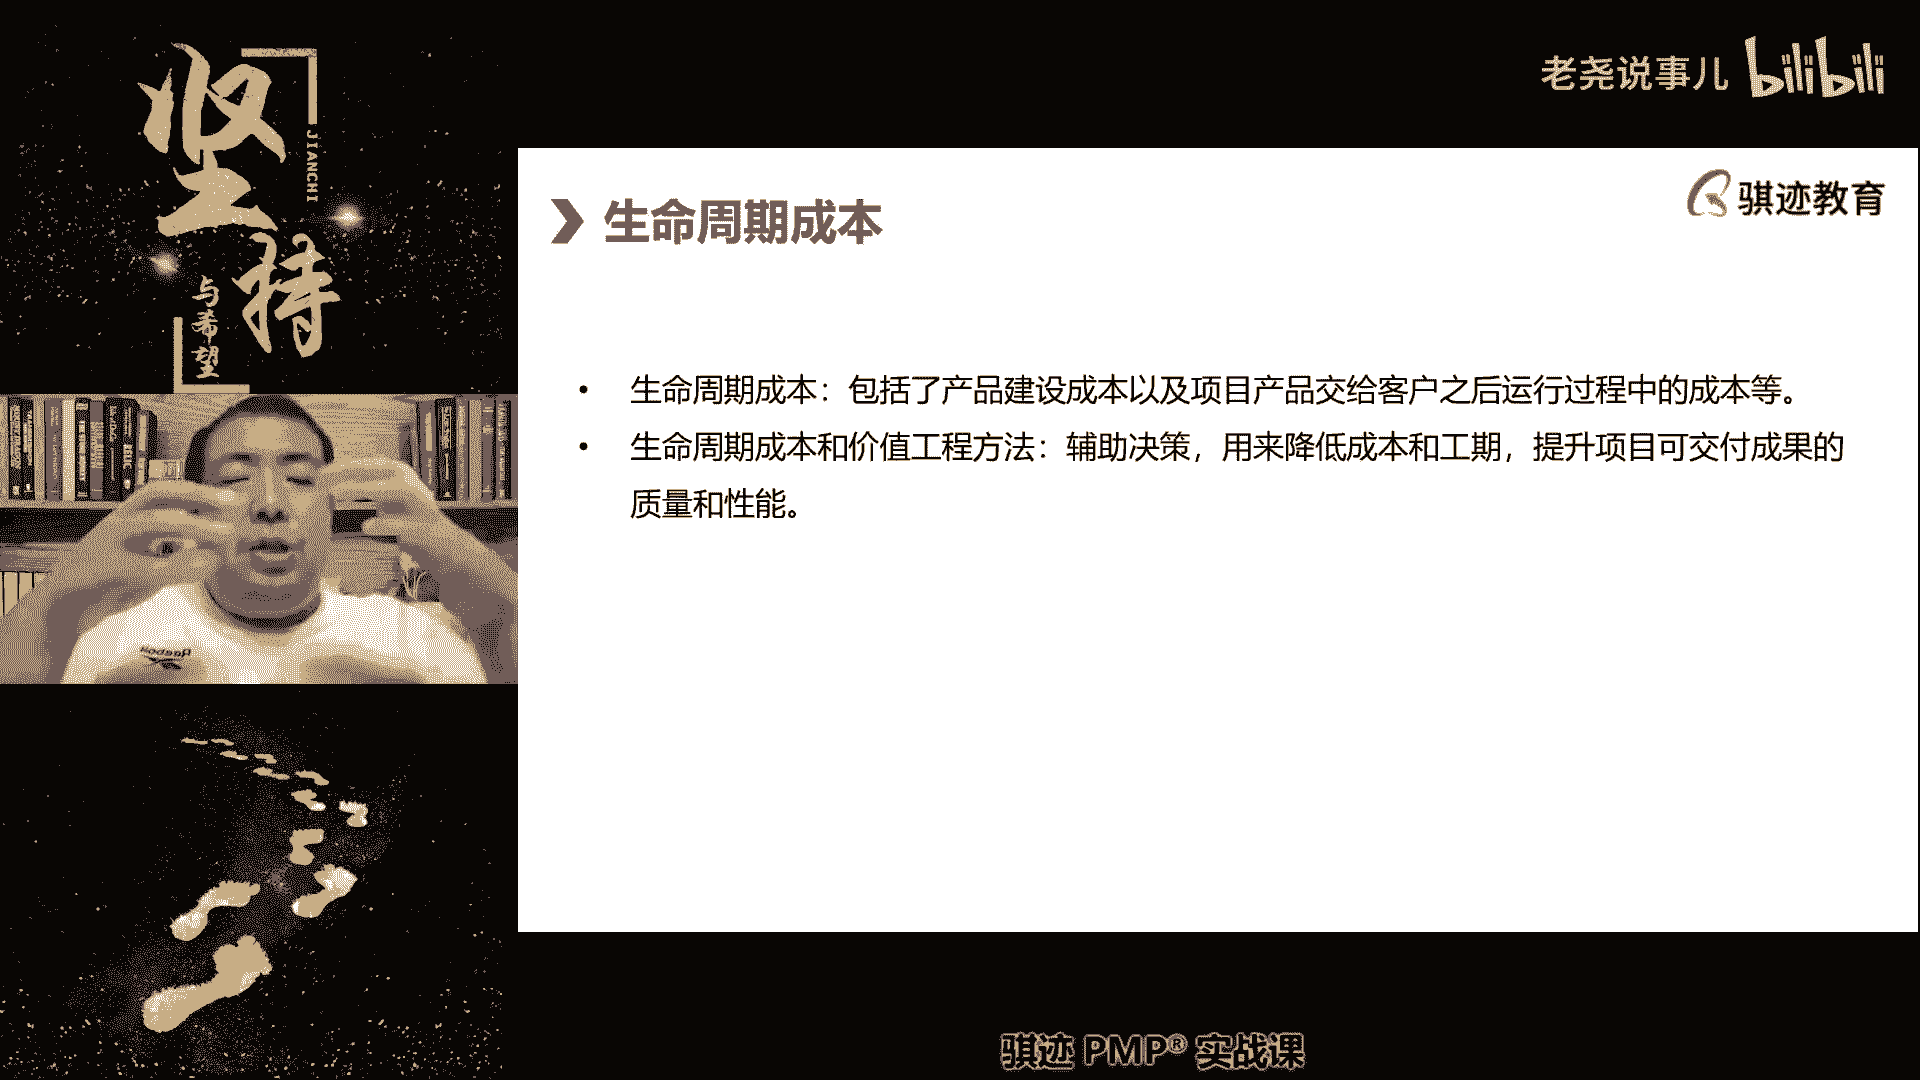 坚持
JIANCHI
与希望
老尧说事儿 bilibili
骐迹教育
生命周期成本
• 生命周期成本：包括了产品建设成本以及项目产品交给客户之后运行过程中的成本等。
• 生命周期成本和价值工程方法：辅助决策，用来降低成本和工期，提升项目可交付成果的
质量和性能。
骐迹 PMP® 实战课